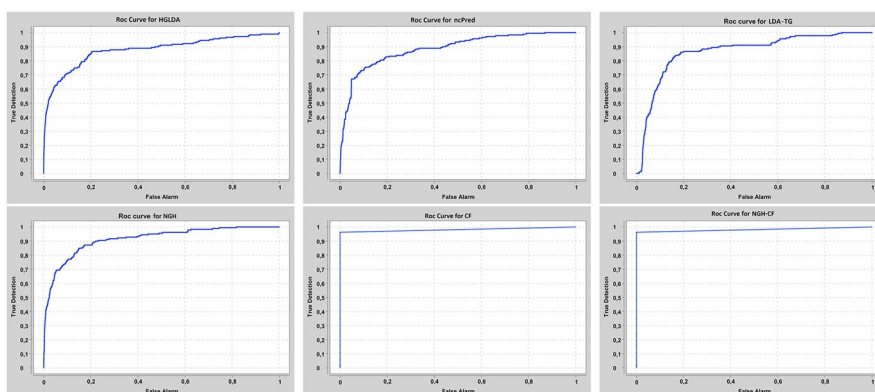 Roc Curve for HGLDA
1
0,9
0,8
0,7
0,6
0,5
0,4
0,3
0,2
0,1
0
True Detection
0 0,2 0,4 0,6 0,8 1
False Alarm
Roc Curve for ncPred
1
0,9
0,8
0,7
0,6
0,5
0,4
0,3
0,2
0,1
0
True Detection
0 0,2 0,4 0,6 0,8 1
False Alarm
Roc curve for LDA-TG
1
0,9
0,8
0,7
0,6
0,5
0,4
0,3
0,2
0,1
0
True Detection
0 0,2 0,4 0,6 0,8 1
False Alarm
Roc curve for NGH
1
0,9
0,8
0,7
0,6
0,5
0,4
0,3
0,2
0,1
0
True Detection
0 0,2 0,4 0,6 0,8 1
False Alarm
Roc Curve for CF
1
0,9
0,8
0,7
0,6
0,5
0,4
0,3
0,2
0,1
0
True Detection
0 0,2 0,4 0,6 0,8 1
False Alarm
Roc Curve for NGH-CF
1
0,9
0,8
0,7
0,6
0,5
0,4
0,3
0,2
0,1
0
True Detection
0 0,2 0,4 0,6 0,8 1
False Alarm